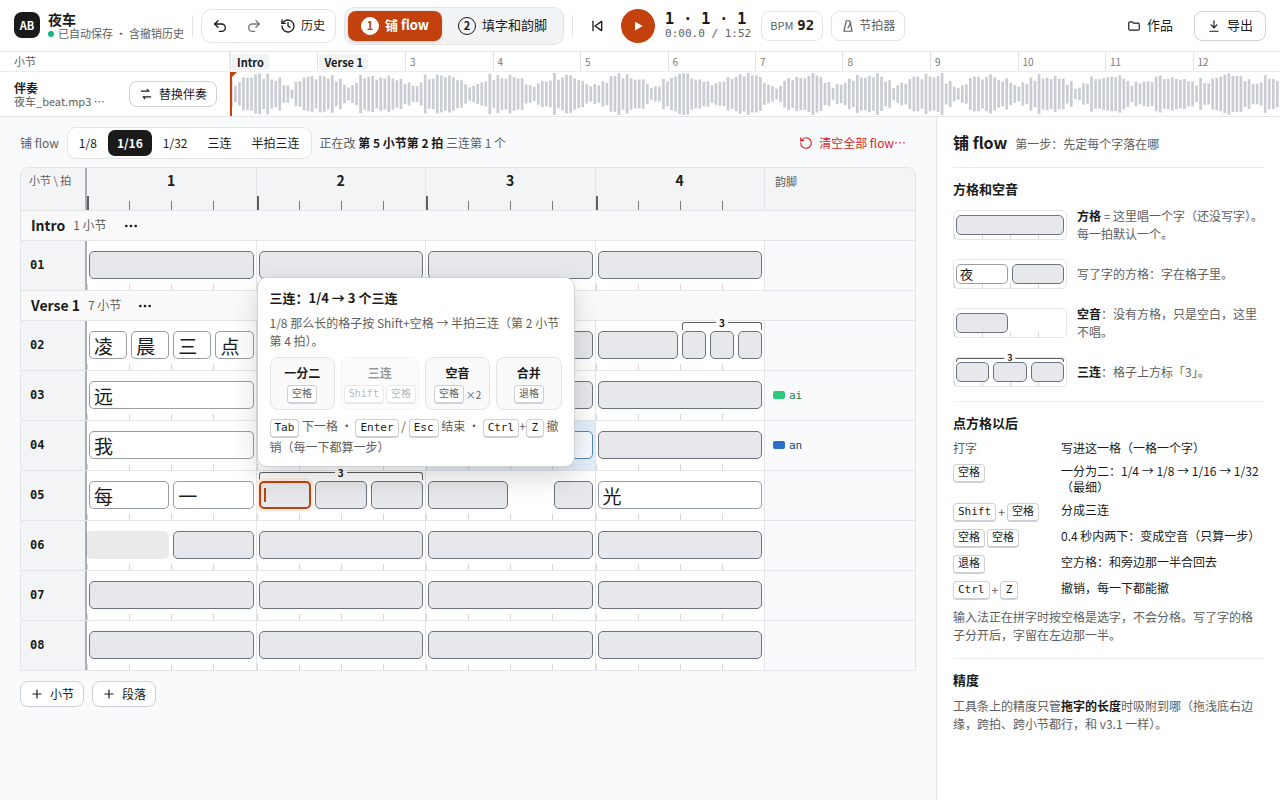 AB
夜车
已自动保存 · 含撤销历史
历史
1 铺 flow
2 填字和韵脚
1 · 1 · 1
0:00.0 / 1:52
BPM 92
节拍器
作品
导出
小节
Intro
Verse 1
3
4
5
6
7
8
9
10
11
12
伴奏
夜车_beat.mp3 ···
替换伴奏
铺 flow
1/8
1/16
1/32
三连
半拍三连
正在改 第 5 小节第 2 拍 三连第 1 个
清空全部 flow···
小节 \ 拍
1
2
3
4
韵脚
Intro 1 小节 ···
01
Verse 1 7 小节 ···
02
凌
晨
三
点
3
03
远
ai
04
我
an
05
每
一
3
光
06
07
08
三连：1/4 → 3 个三连
1/8 那么长的格子按 Shift+空格 → 半拍三连（第 2 小节
第 4 拍）。
一分二
空格
三连
Shift 空格
空音
空格 ×2
合并
退格
Tab 下一格 · Enter / Esc 结束 · Ctrl+Z 撤
销（每一下都算一步）
+ 小节
+ 段落
铺 flow 第一步：先定每个字落在哪
方格和空音
方格 = 这里唱一个字（还没写字）。
每一拍默认一个。
夜
写了字的方格：字在格子里。
空音：没有方格，只是空白，这里
不唱。
3
三连：格子上方标「3」。
点方格以后
打字 写进这一格（一格一个字）
空格 一分为二：1/4 → 1/8 → 1/16 → 1/32
（最细）
Shift + 空格 分成三连
空格 空格 0.4 秒内两下：变成空音（只算一步）
退格 空方格：和旁边那一半合回去
Ctrl + Z 撤销，每一下都能撤
输入法正在拼字时按空格是选字，不会分格。写了字的格
子分开后，字留在左边那一半。
精度
工具条上的精度只管拖字的长度时吸附到哪（拖浅底右边
缘，跨拍、跨小节都行，和 v3.1 一样）。